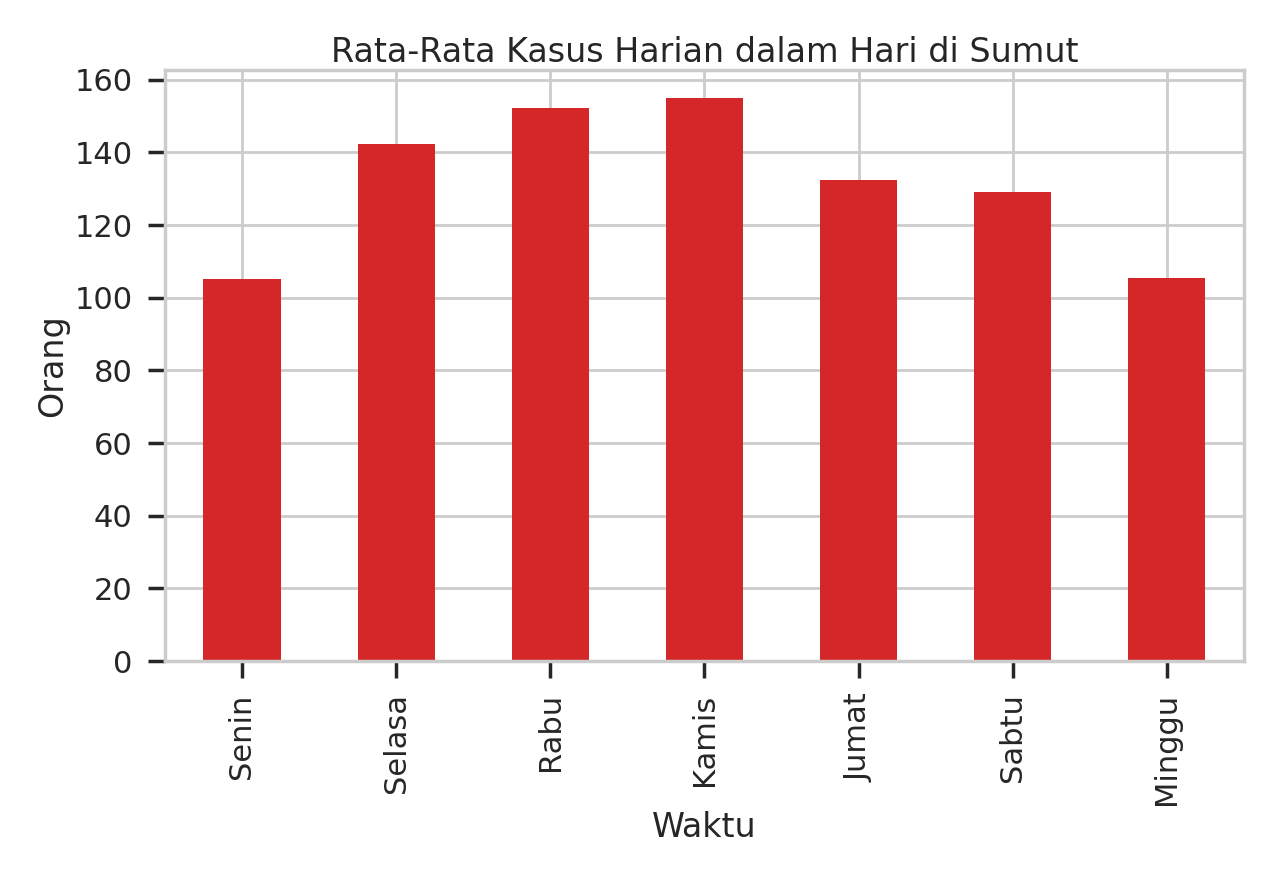 Rata-Rata Kasus Harian dalam Hari di Sumut
160
140
120
100
80
60
40
20
0
Orang
Senin
Selasa
Rabu
Kamis
Jumat
Sabtu
Minggu
Waktu